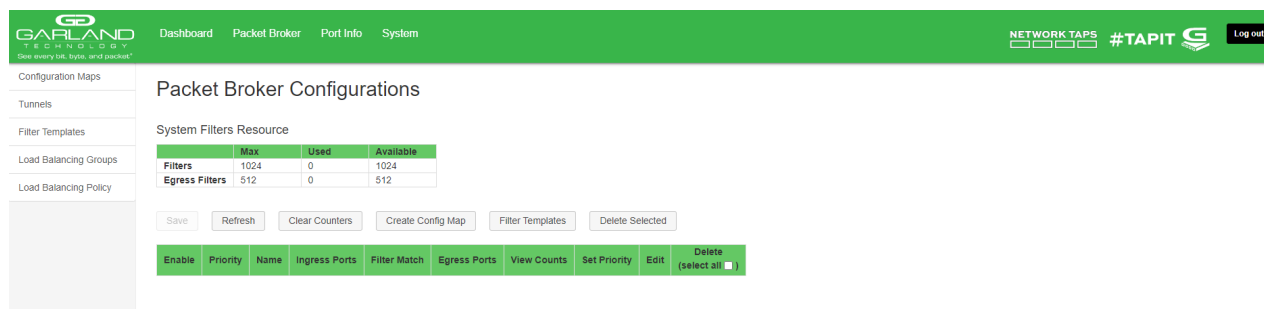 GARLAND
TECHNOLOGY
See every bit, byte, and packet®
Dashboard Packet Broker Port Info System
NETWORK TAPS
#TAPIT
Log out
Configuration Maps
Tunnels
Filter Templates
Load Balancing Groups
Load Balancing Policy
Packet Broker Configurations
System Filters Resource
Max Used Available
Filters 1024 0 1024
Egress Filters 512 0 512
Save Refresh Clear Counters Create Config Map Filter Templates Delete Selected
Enable Priority Name Ingress Ports Filter Match Egress Ports View Counts Set Priority Edit Delete
(select all )